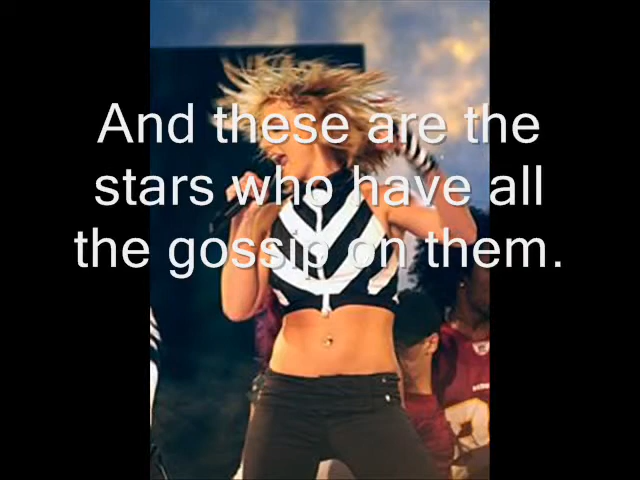 And these are the
stars who have all
the gossip on them.